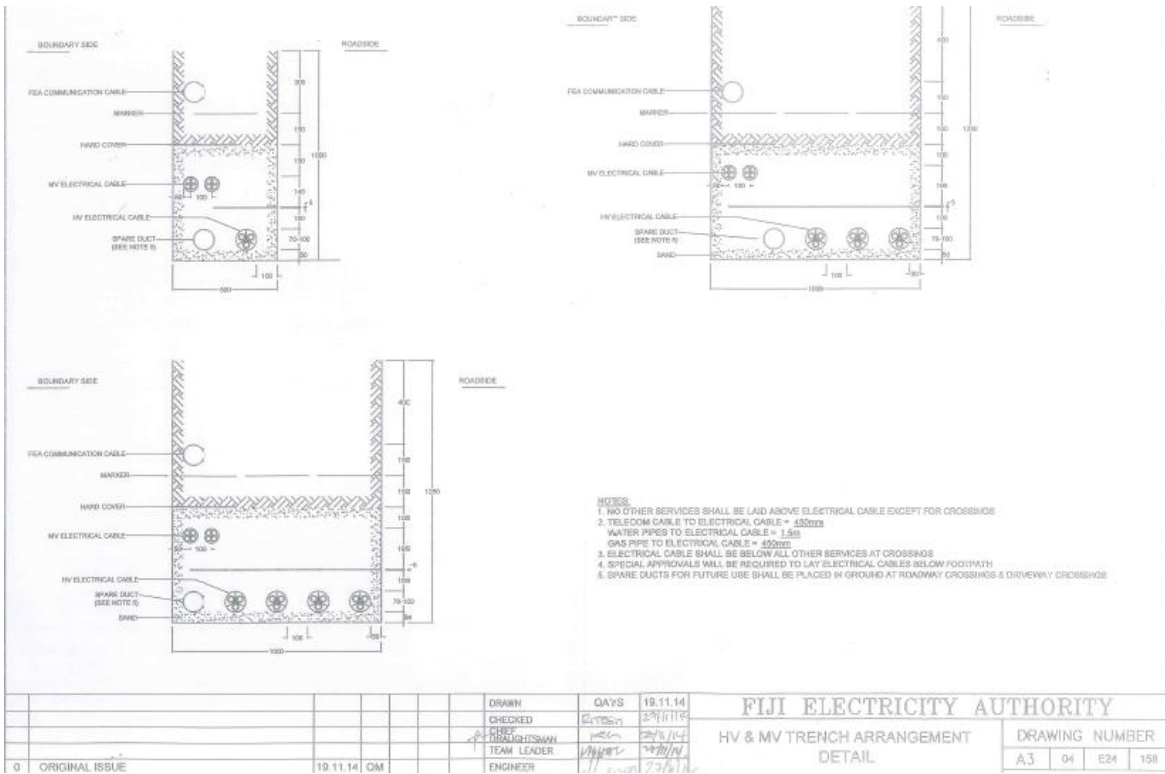 BOUNDARY SIDE
ROADSIDE
FEA COMMUNICATION CABLE
MARKER
HARD COVER
MV ELECTRICAL CABLE
HV ELECTRICAL CABLE
SPARE DUCT
(SEE NOTE 5)
300
150
150
145
5
100
70-100
50
1000
50
100
100
BOUNDARY SIDE
ROADSIDE
FEA COMMUNICATION CABLE
MARKER
HARD COVER
MV ELECTRICAL CABLE
HV ELECTRICAL CABLE
SPARE DUCT
(SEE NOTE 5)
SAND
70-100
50
100
100
50
1000
BOUNDARY SIDE
ROADSIDE
FEA COMMUNICATION CABLE
MARKER
HARD COVER
MV ELECTRICAL CABLE
HV ELECTRICAL CABLE
SPARE DUCT
(SEE NOTE 5)
SAND
400
150
150
70-100
50
100
100
50
1000
NOTES:
1. NO OTHER SERVICES SHALL BE LAID ABOVE ELECTRICAL CABLE EXCEPT FOR CROSSINGS
2. TELECOM CABLE TO ELECTRICAL CABLE = 450mm
WATER PIPES TO ELECTRICAL CABLE = 1.5m
GAS PIPE TO ELECTRICAL CABLE = 450mm
3. ELECTRICAL CABLE SHALL BE BELOW ALL OTHER SERVICES AT CROSSINGS
4. SPECIAL APPROVALS WILL BE REQUIRED TO LAY ELECTRICAL CABLES BELOW FOOTPATH
5. SPARE DUCTS FOR FUTURE USE SHALL BE PLACED IN GROUND AT ROADWAY CROSSINGS & DRIVEWAY CROSSINGS
DRAWN QAYS 19.11.14
CHECKED
CHIEF DRAUGHTSMAN
TEAM LEADER
ENGINEER
0 ORIGINAL ISSUE 19.11.14 QM
FIJI ELECTRICITY AUTHORITY
HV & MV TRENCH ARRANGEMENT
DETAIL
DRAWING NUMBER
A3 04 E24 158